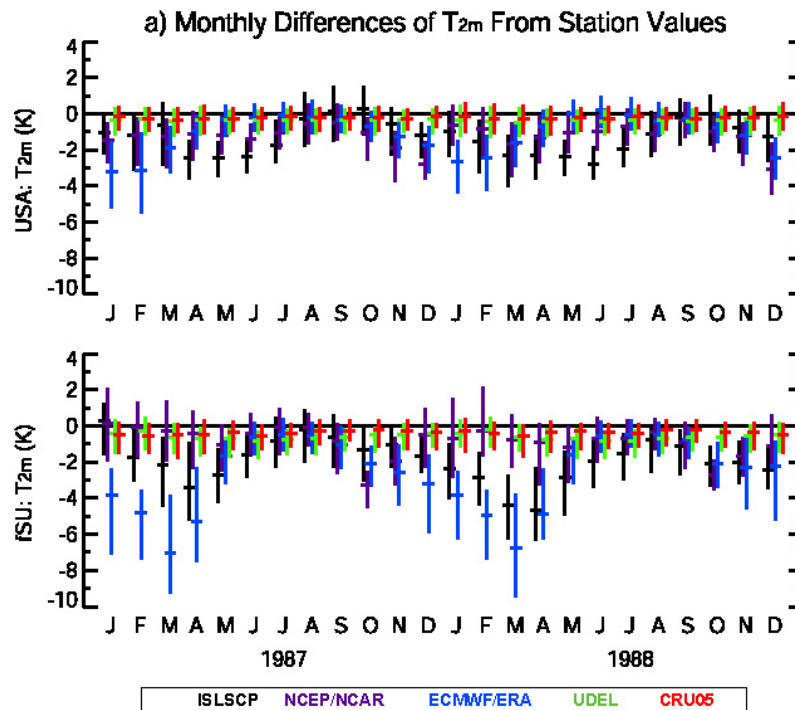 a) Monthly Differences of T2m From Station Values
4
2
0
-2
-4
-6
-8
-10
USA: T2m (K)
J F M A M J J A S O N D J F M A M J J A S O N D
4
2
0
-2
-4
-6
-8
-10
fSU: T2m (K)
J F M A M J J A S O N D J F M A M J J A S O N D
1987 1988
ISLSCP NCEP/NCAR ECMWF/ERA UDEL CRU05